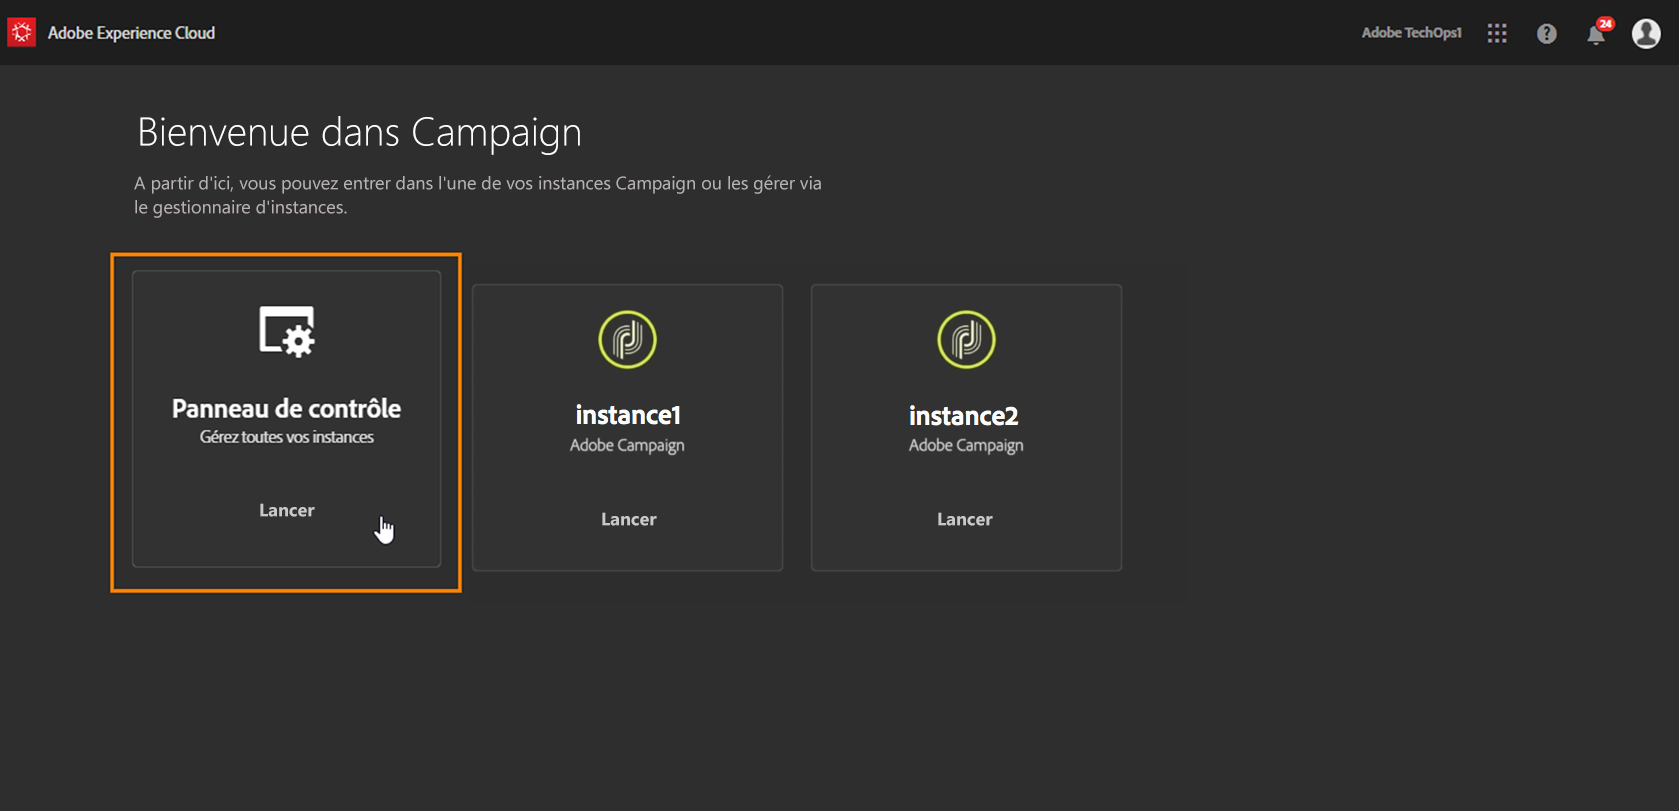 Adobe Experience Cloud
Adobe TechOps1
?
24
Bienvenue dans Campaign
A partir d'ici, vous pouvez entrer dans l'une de vos instances Campaign ou les gérer via
le gestionnaire d'instances.
Panneau de contrôle
Gérez toutes vos instances
Lancer
instance1
Adobe Campaign
Lancer
instance2
Adobe Campaign
Lancer